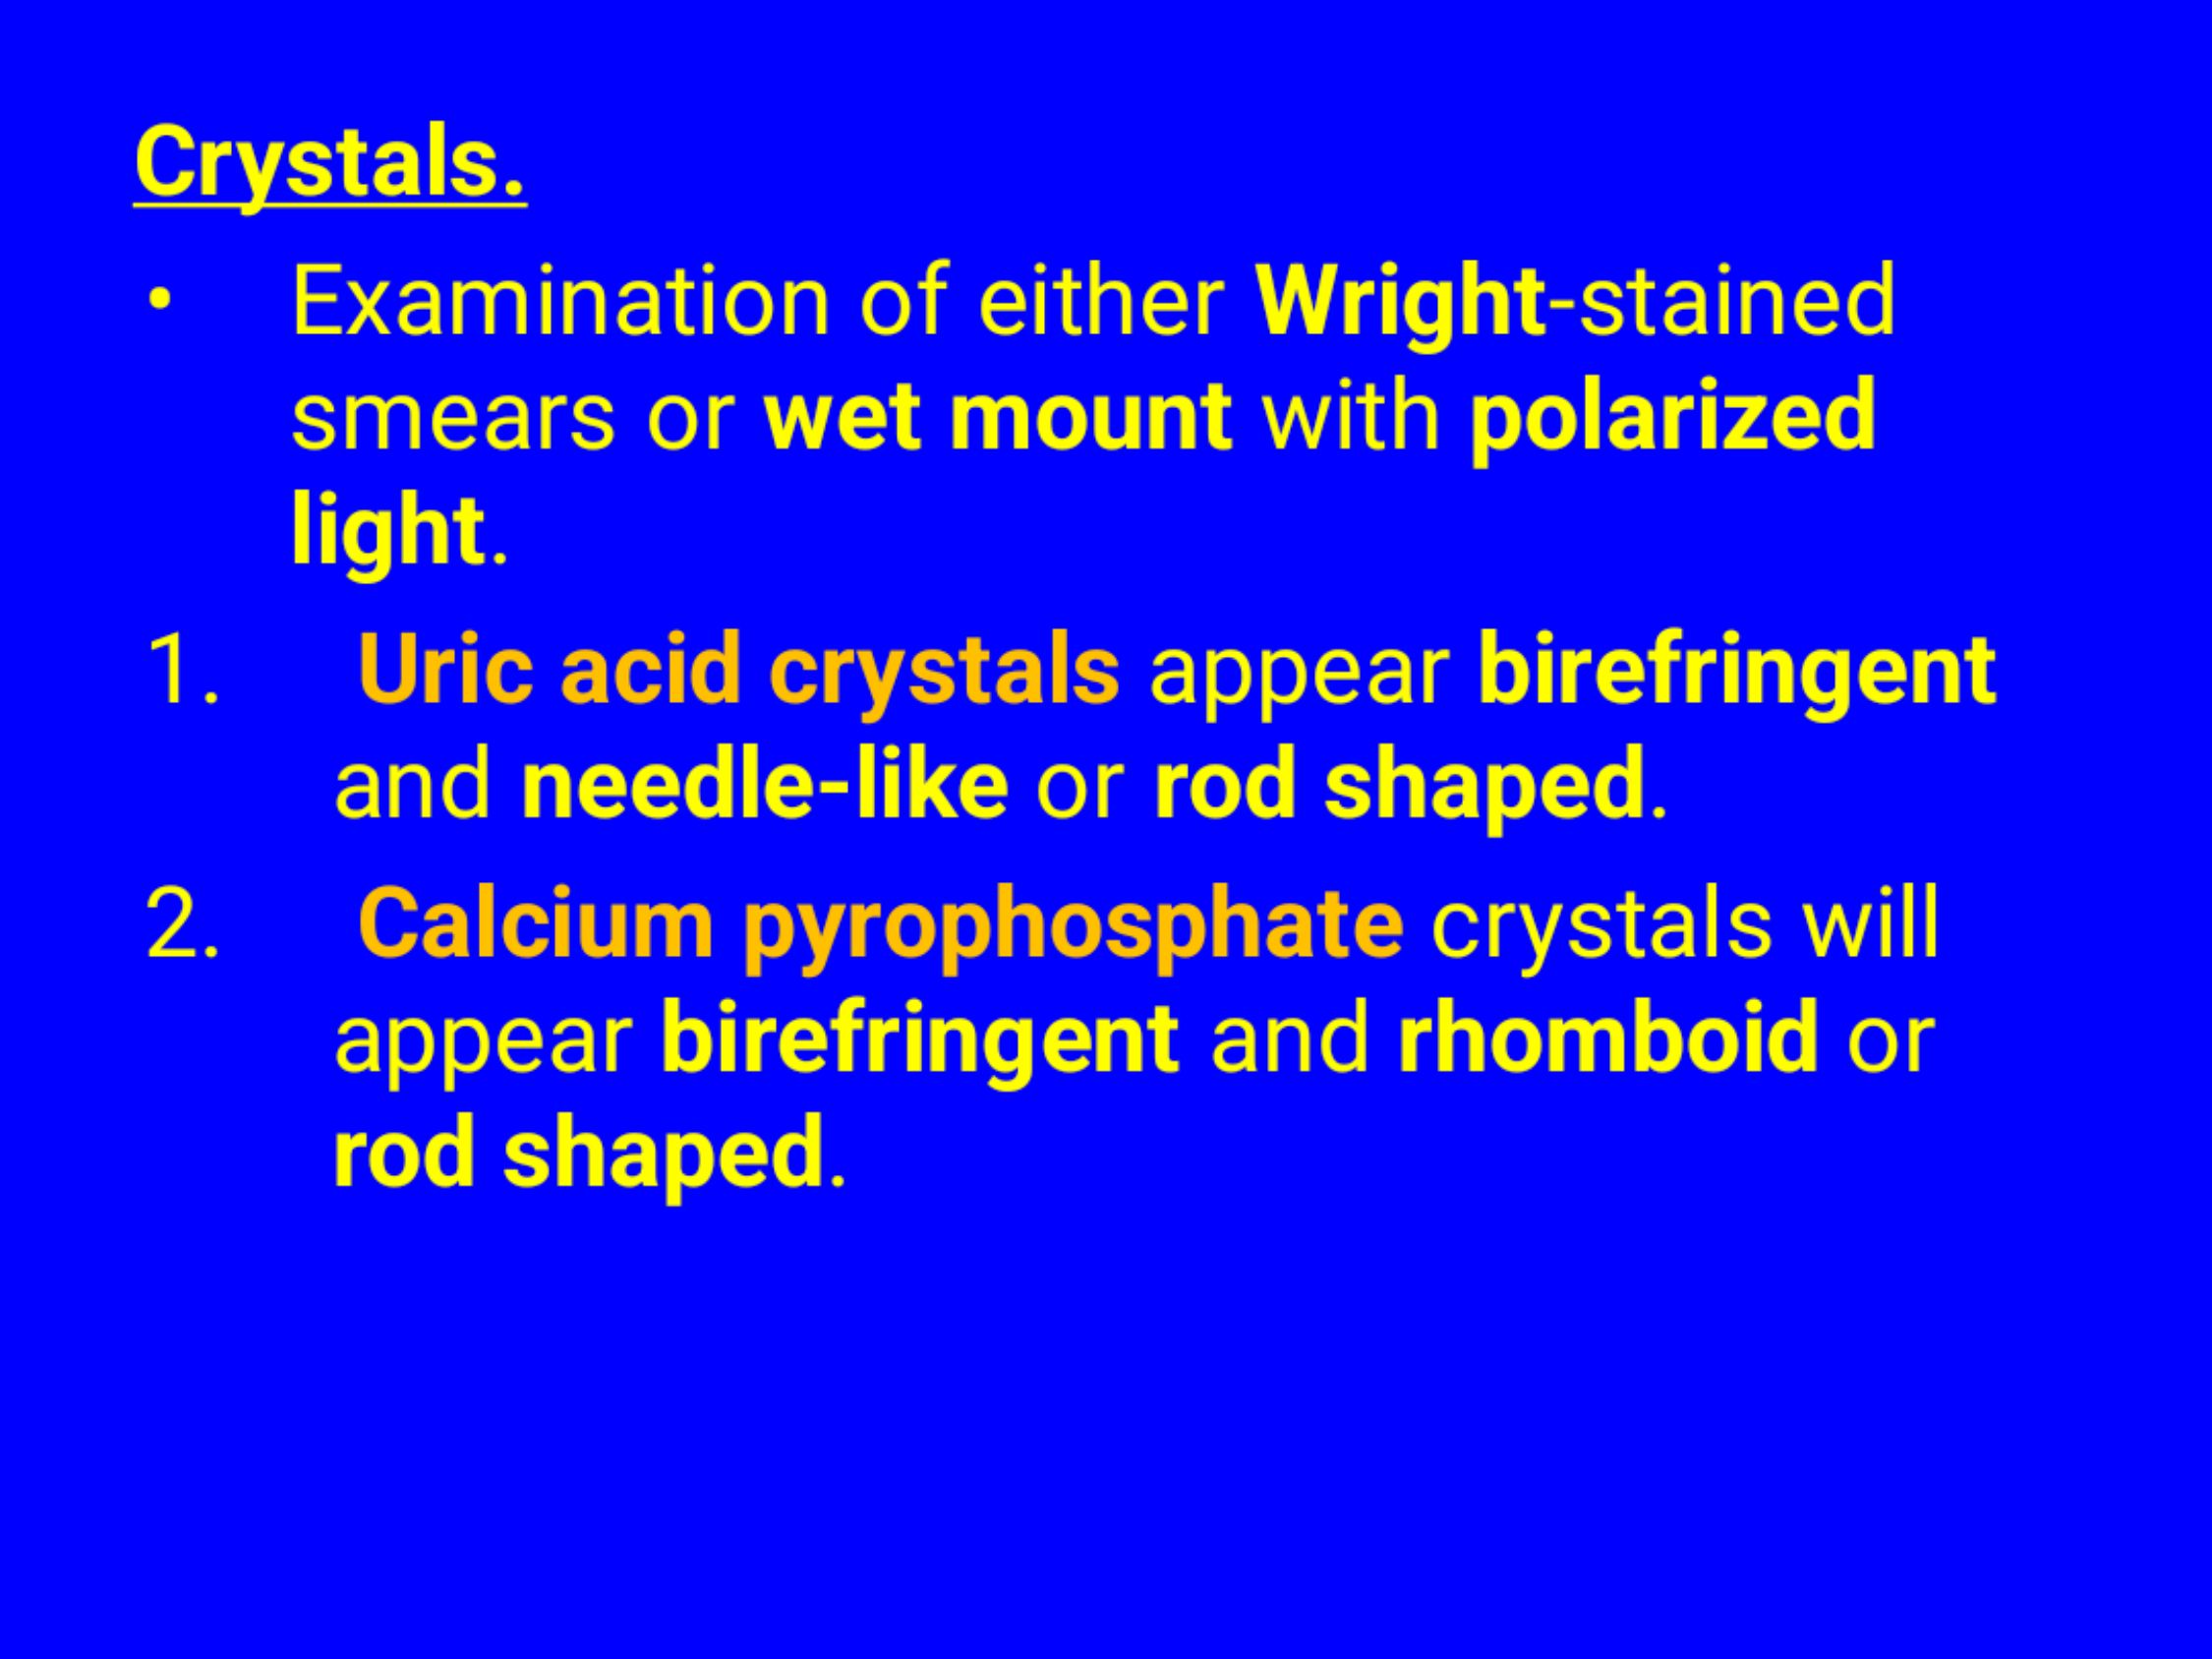 Crystals.
• Examination of either Wright-stained
smears or wet mount with polarized
light.
1. Uric acid crystals appear birefringent
and needle-like or rod shaped.
2. Calcium pyrophosphate crystals will
appear birefringent and rhomboid or
rod shaped.